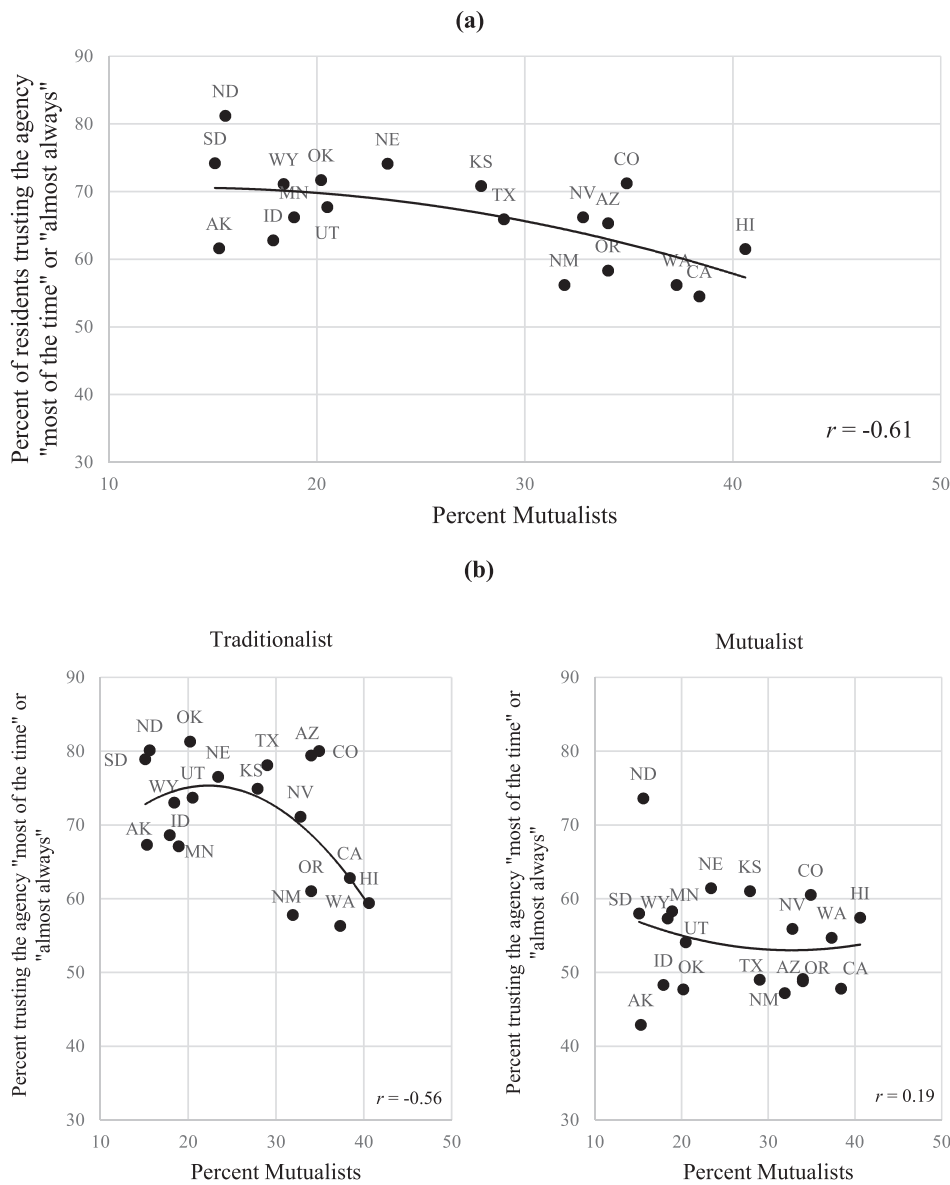 (a)
Percent of residents trusting the agency
"most of the time" or "almost always"
90
80
70
60
50
40
30
ND
SD
WY
OK
NE
KS
CO
MN
TX
NV
AZ
AK
ID
UT
OR
HI
NM
WA
CA
r = -0.61
10
20
30
40
50
Percent Mutualists
(b)
Traditionalist
Percent trusting the agency "most of the time" or
"almost always"
90
80
70
60
50
40
30
OK
ND
AZ
TX
CO
SD
NE
KS
UT
WY
NV
AK
ID
MN
CA
OR
HI
NM
WA
r = -0.56
10
20
30
40
50
Percent Mutualists
Mutualist
Percent trusting the agency "most of the time" or
"almost always"
90
80
70
60
50
40
30
ND
NE
KS
CO
SD
WY
MN
HI
NV
WA
UT
ID
OK
TX
AZ
OR
CA
AK
NM
r = 0.19
10
20
30
40
50
Percent Mutualists